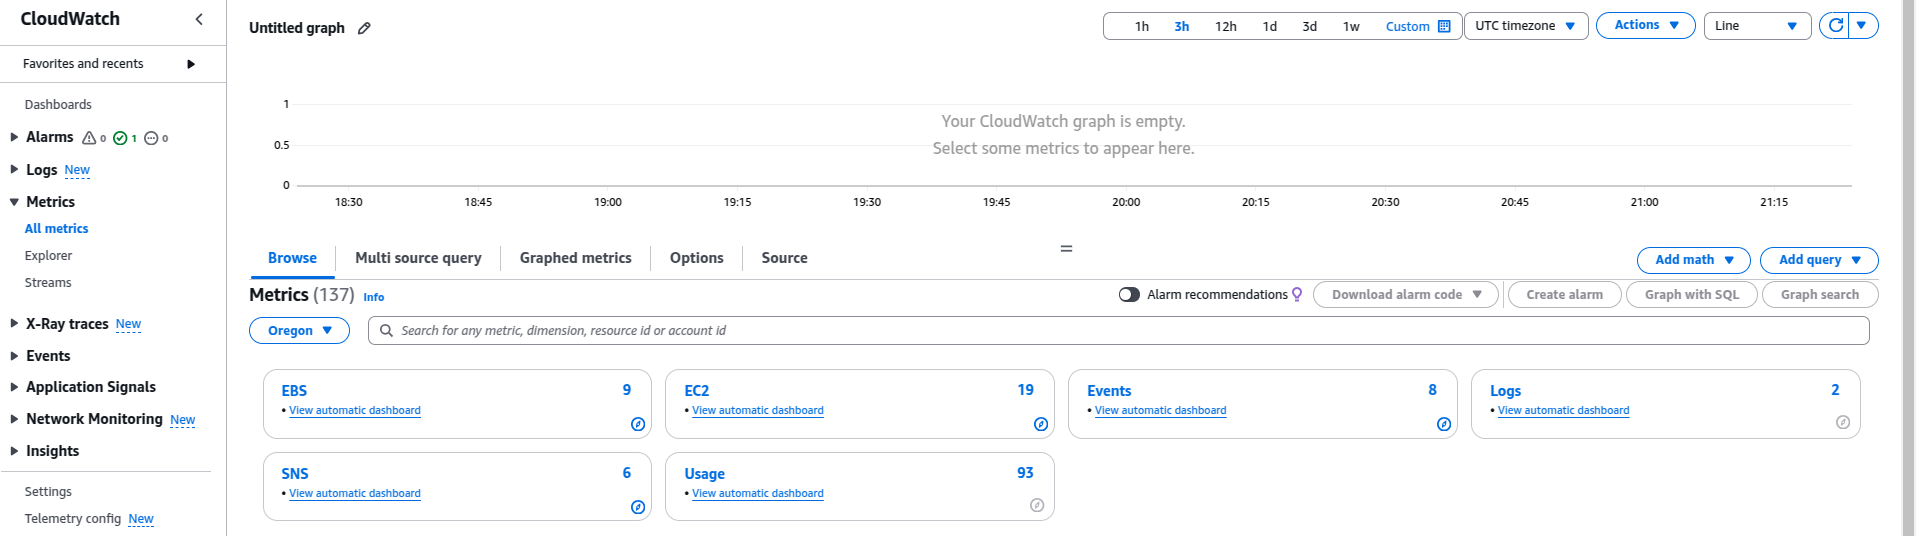 CloudWatch
Favorites and recents
Dashboards
Alarms 0 1 0
Logs New
Metrics
All metrics
Explorer
Streams
X-Ray traces New
Events
Application Signals
Network Monitoring New
Insights
Settings
Telemetry config New
Untitled graph
1h 3h 12h 1d 3d 1w Custom UTC timezone Actions Line
1
0.5
0
Your CloudWatch graph is empty.
Select some metrics to appear here.
18:30 18:45 19:00 19:15 19:30 19:45 20:00 20:15 20:30 20:45 21:00 21:15
Browse Multi source query Graphed metrics Options Source
Add math Add query
Metrics (137) Info
Alarm recommendations Download alarm code Create alarm Graph with SQL Graph search
Oregon Search for any metric, dimension, resource id or account id
EBS 9
• View automatic dashboard
EC2 19
• View automatic dashboard
Events 8
• View automatic dashboard
Logs 2
• View automatic dashboard
SNS 6
• View automatic dashboard
Usage 93
• View automatic dashboard